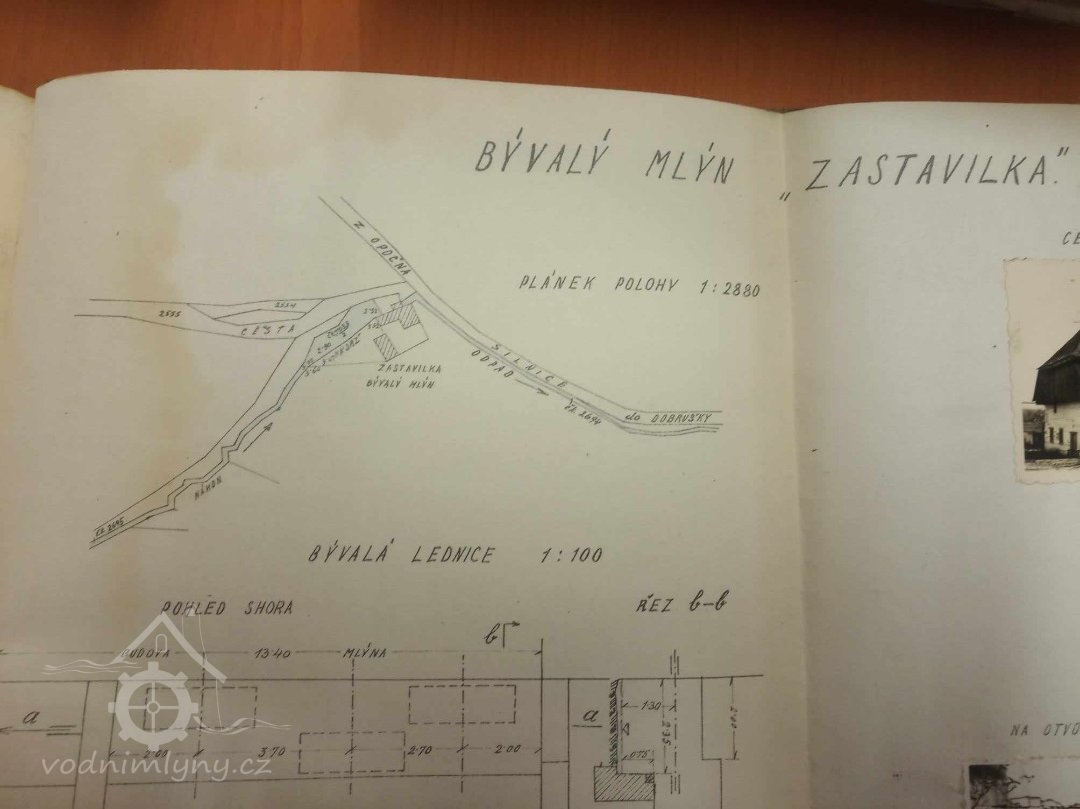 BÝVALÝ MLÝN „ZASTAVILKA."
PLÁNEK POLOHY 1:2880
Z OPOČNA
CESTA
2555
SILNICE
ODPAD
do DOBRUŠKY
ZASTAVILKA
BÝVALÝ MLÝN
NÁHON
BÝVALÁ LEDNICE 1:100
POHLED SHORA
ŘEZ b-b
b
BUDOVA 13·40 MLÝNA
a
a
1·30
2·35
0·75
2·00 3·70 2·70 2·00
NA OTVO
vodnimlyny.cz